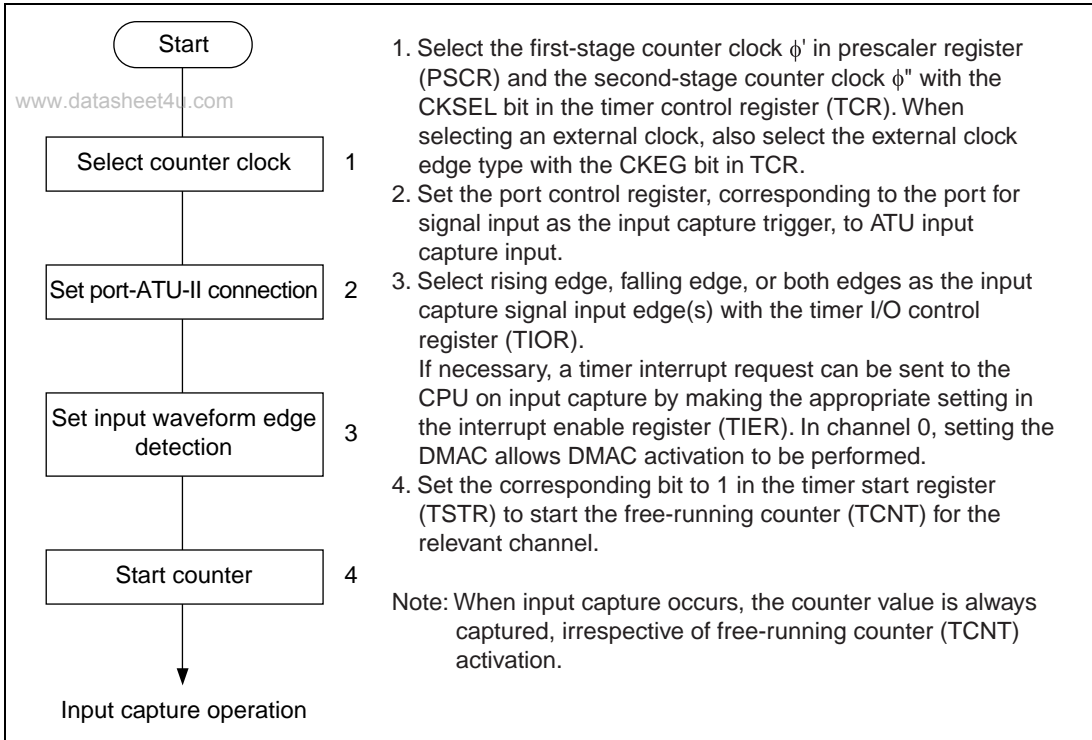 Start
www.datasheet4u.com
Select counter clock 1
Set port-ATU-II connection 2
Set input waveform edge
detection
3
Start counter 4
Input capture operation
1. Select the first-stage counter clock ϕ' in prescaler register
(PSCR) and the second-stage counter clock ϕ" with the
CKSEL bit in the timer control register (TCR). When
selecting an external clock, also select the external clock
edge type with the CKEG bit in TCR.
2. Set the port control register, corresponding to the port for
signal input as the input capture trigger, to ATU input
capture input.
3. Select rising edge, falling edge, or both edges as the input
capture signal input edge(s) with the timer I/O control
register (TIOR).
If necessary, a timer interrupt request can be sent to the
CPU on input capture by making the appropriate setting in
the interrupt enable register (TIER). In channel 0, setting the
DMAC allows DMAC activation to be performed.
4. Set the corresponding bit to 1 in the timer start register
(TSTR) to start the free-running counter (TCNT) for the
relevant channel.
Note: When input capture occurs, the counter value is always
captured, irrespective of free-running counter (TCNT)
activation.